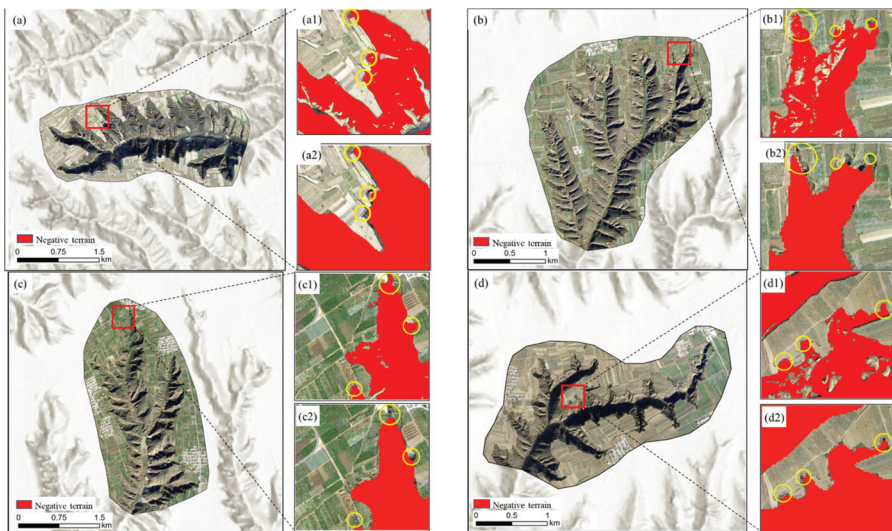 (a)
(a1)
(a2)
Negative terrain
0 0.75 1.5
km
(b)
(b1)
(b2)
Negative terrain
0 0.5 1
km
(c)
(c1)
(c2)
Negative terrain
0 0.75 1.5
km
(d)
(d1)
(d2)
Negative terrain
0 0.5 1
km